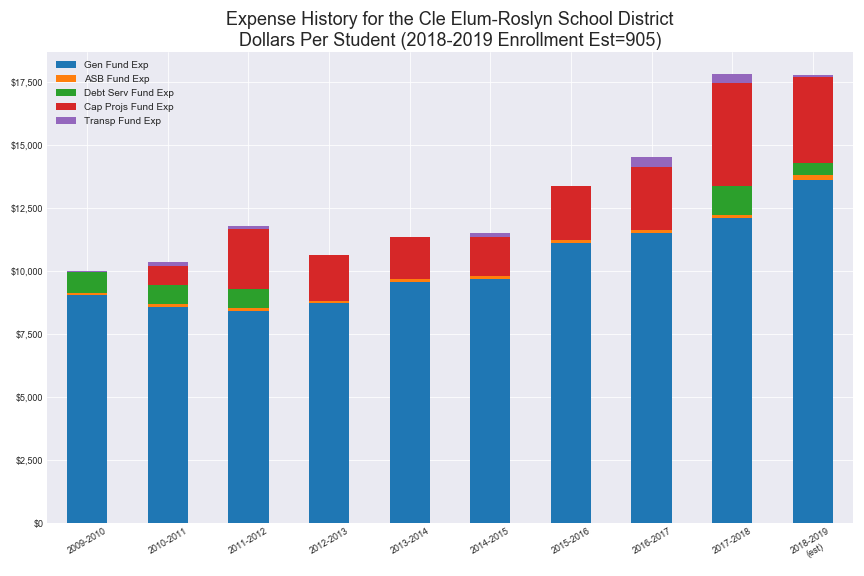 Expense History for the Cle Elum-Roslyn School District
Dollars Per Student (2018-2019 Enrollment Est=905)
Gen Fund Exp
ASB Fund Exp
Debt Serv Fund Exp
Cap Projs Fund Exp
Transp Fund Exp
$17,500
$15,000
$12,500
$10,000
$7,500
$5,000
$2,500
$0
2009-2010
2010-2011
2011-2012
2012-2013
2013-2014
2014-2015
2015-2016
2016-2017
2017-2018
2018-2019
(est)